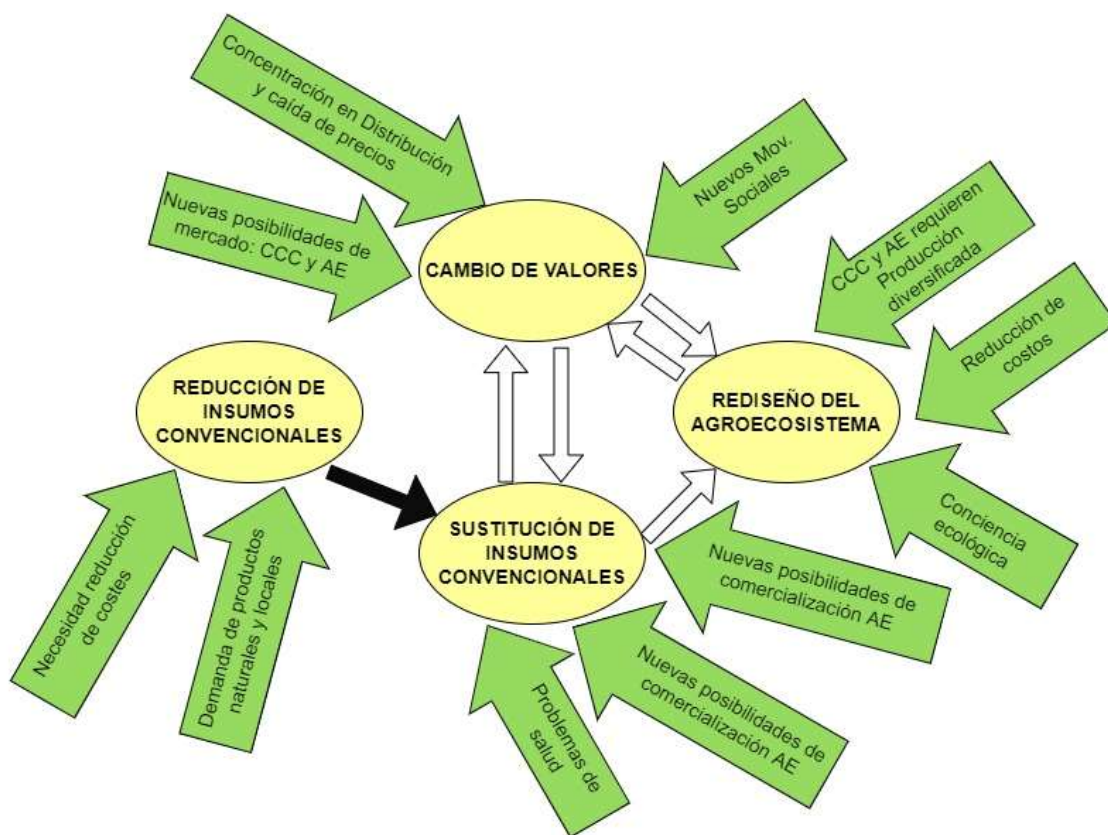 Concentración en Distribución
y caída de precios
Nuevas posibilidades de
mercado: CCC y AE
Nuevos Mov.
Sociales
CAMBIO DE VALORES
CCC y AE requieren
Producción
diversificada
Reducción de
costos
REDUCCIÓN DE
INSUMOS
CONVENCIONALES
REDISEÑO DEL
AGROECOSISTEMA
Conciencia
ecológica
SUSTITUCIÓN DE
INSUMOS
CONVENCIONALES
Nuevas posibilidades de
comercialización AE
Necesidad reducción
de costes
Demanda de productos
naturales y locales
Problemas de
salud
Nuevas posibilidades de
comercialización AE